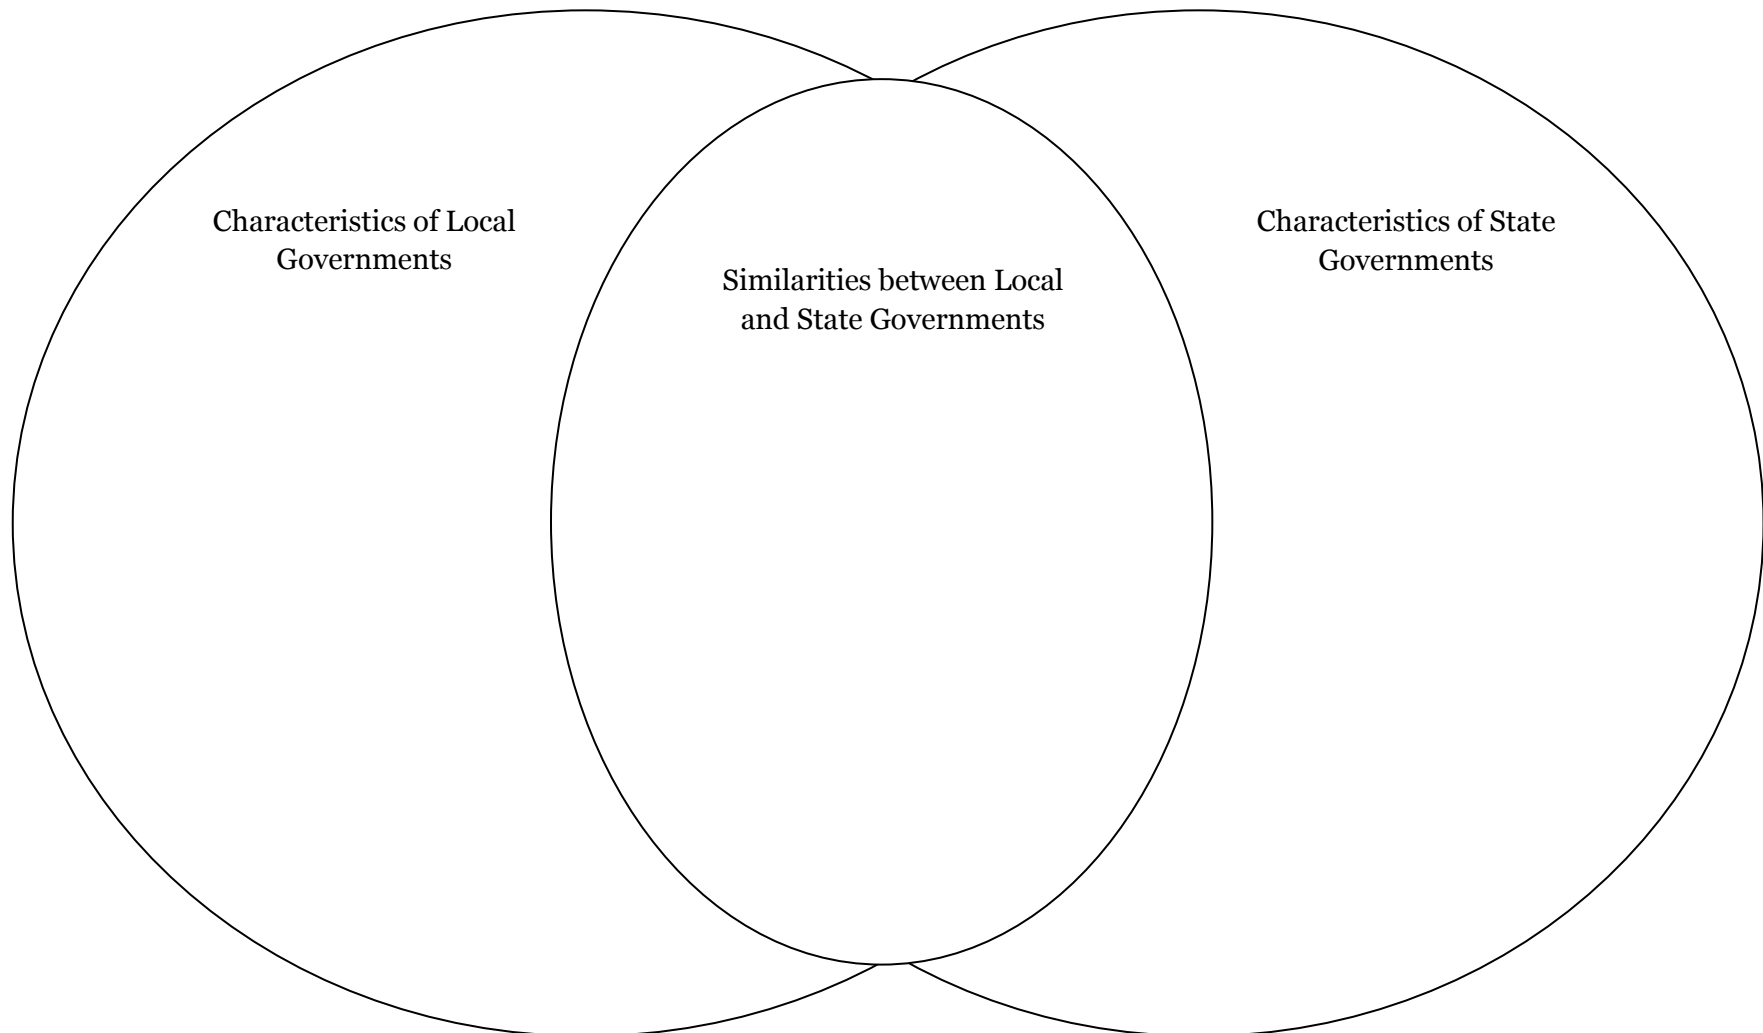 Characteristics of Local
Governments
Similarities between Local
and State Governments
Characteristics of State
Governments